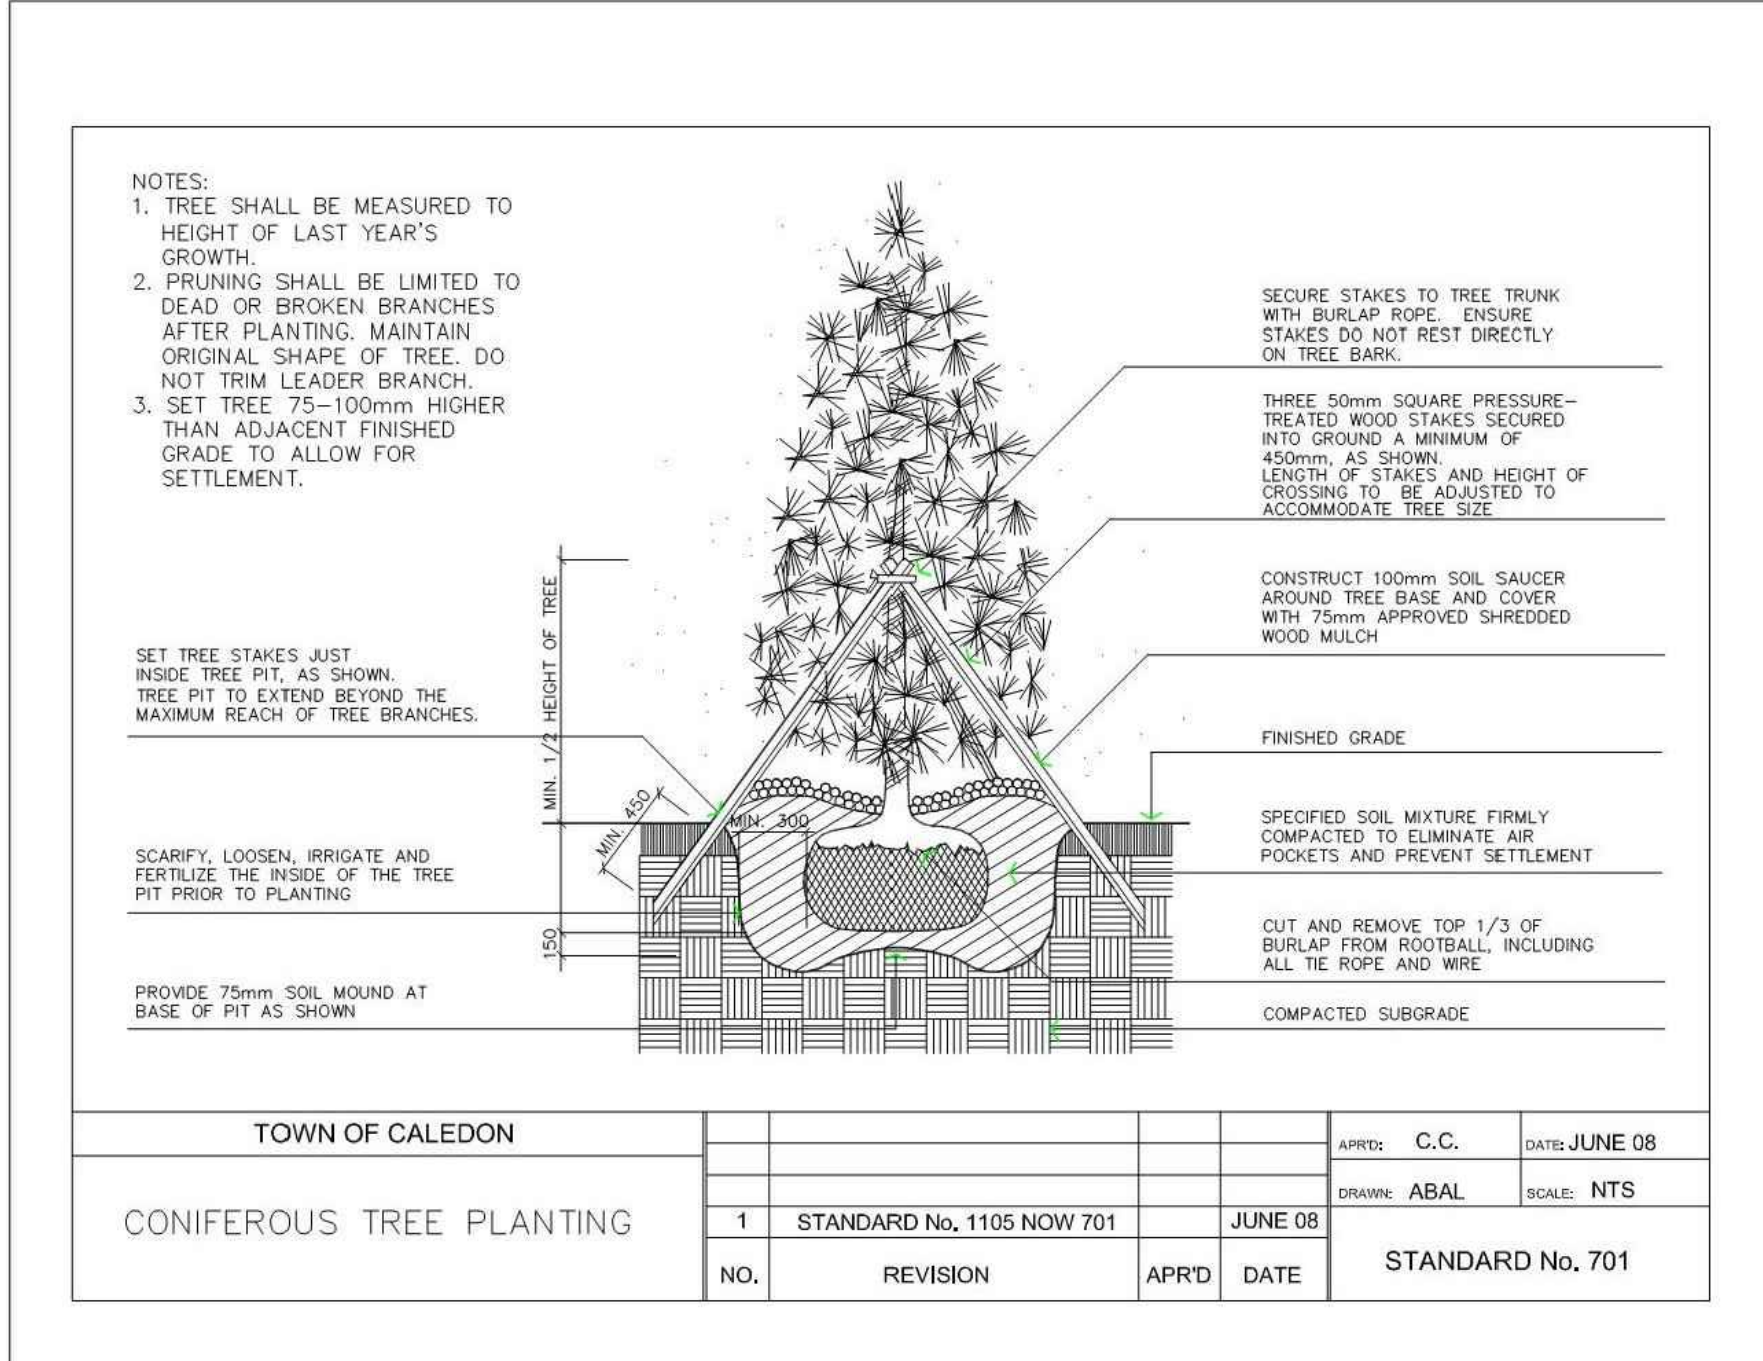 NOTES:
1. TREE SHALL BE MEASURED TO
HEIGHT OF LAST YEAR'S
GROWTH.
2. PRUNING SHALL BE LIMITED TO
DEAD OR BROKEN BRANCHES
AFTER PLANTING. MAINTAIN
ORIGINAL SHAPE OF TREE. DO
NOT TRIM LEADER BRANCH.
3. SET TREE 75-100mm HIGHER
THAN ADJACENT FINISHED
GRADE TO ALLOW FOR
SETTLEMENT.
SET TREE STAKES JUST
INSIDE TREE PIT, AS SHOWN.
TREE PIT TO EXTEND BEYOND THE
MAXIMUM REACH OF TREE BRANCHES.
SCARIFY, LOOSEN, IRRIGATE AND
FERTILIZE THE INSIDE OF THE TREE
PIT PRIOR TO PLANTING
PROVIDE 75mm SOIL MOUND AT
BASE OF PIT AS SHOWN
MIN. 1/2 HEIGHT OF TREE
150
MIN. 450
MIN. 300
SECURE STAKES TO TREE TRUNK
WITH BURLAP ROPE. ENSURE
STAKES DO NOT REST DIRECTLY
ON TREE BARK.
THREE 50mm SQUARE PRESSURE-
TREATED WOOD STAKES SECURED
INTO GROUND A MINIMUM OF
450mm, AS SHOWN.
LENGTH OF STAKES AND HEIGHT OF
CROSSING TO BE ADJUSTED TO
ACCOMMODATE TREE SIZE
CONSTRUCT 100mm SOIL SAUCER
AROUND TREE BASE AND COVER
WITH 75mm APPROVED SHREDDED
WOOD MULCH
FINISHED GRADE
SPECIFIED SOIL MIXTURE FIRMLY
COMPACTED TO ELIMINATE AIR
POCKETS AND PREVENT SETTLEMENT
CUT AND REMOVE TOP 1/3 OF
BURLAP FROM ROOTBALL, INCLUDING
ALL TIE ROPE AND WIRE
COMPACTED SUBGRADE
TOWN OF CALEDON
CONIFEROUS TREE PLANTING
1 STANDARD No. 1105 NOW 701 JUNE 08
NO. REVISION APR'D DATE
APR'D: C.C. DATE: JUNE 08
DRAWN: ABAL SCALE: NTS
STANDARD No. 701